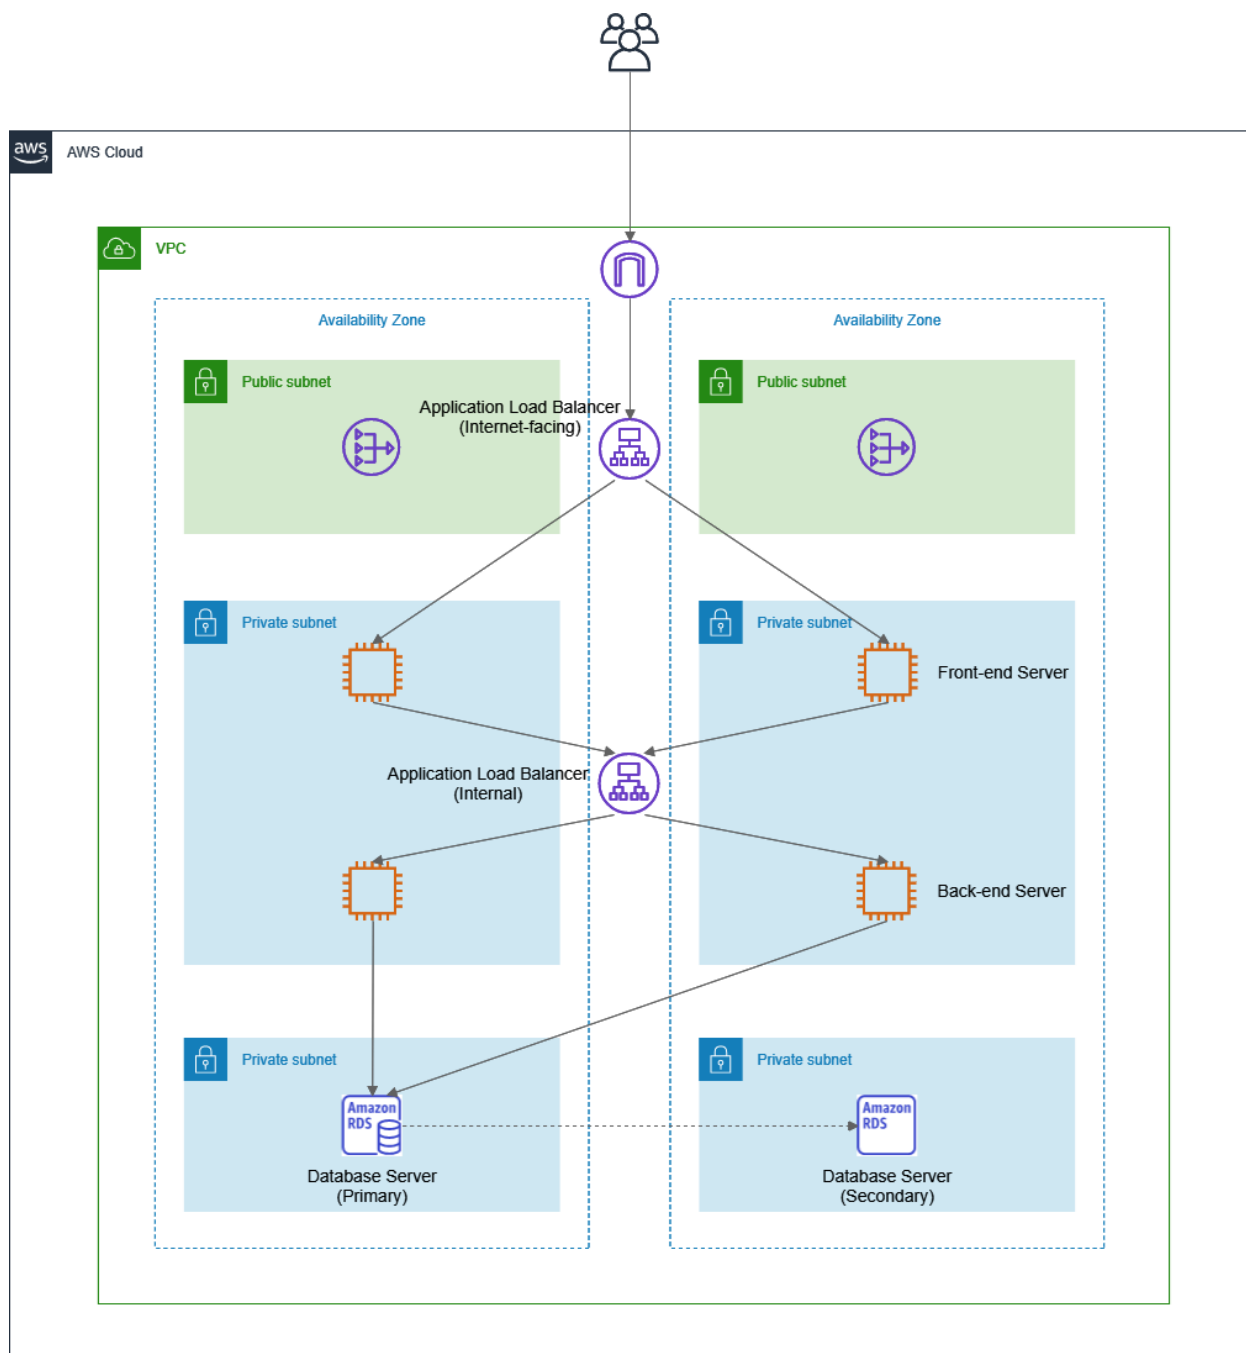 aws
AWS Cloud
VPC
Availability Zone
Availability Zone
Public subnet
Public subnet
Application Load Balancer
(Internet-facing)
Private subnet
Private subnet
Front-end Server
Application Load Balancer
(Internal)
Back-end Server
Private subnet
Private subnet
Amazon
RDS
Amazon
RDS
Database Server
(Primary)
Database Server
(Secondary)